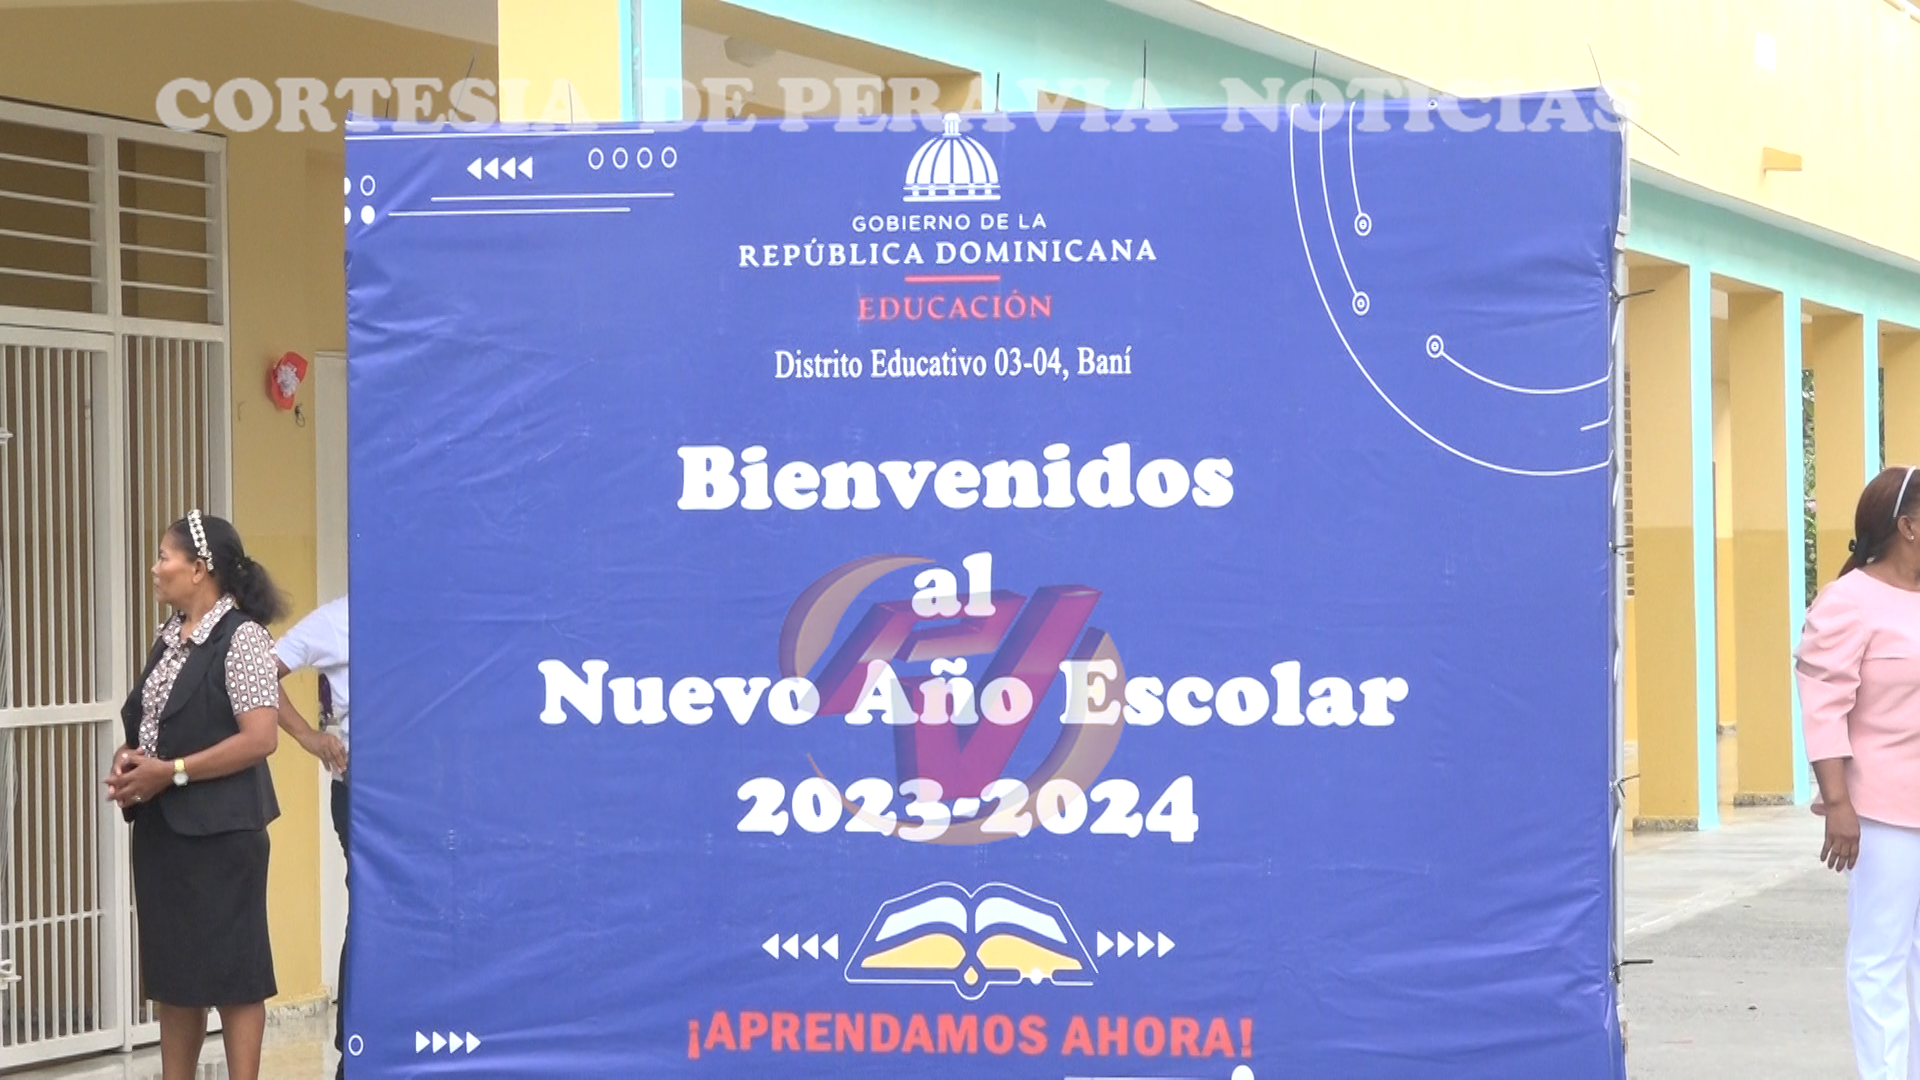 CORTESIA DE PERAVIA NOTICIAS
GOBIERNO DE LA
REPÚBLICA DOMINICANA
EDUCACIÓN
Distrito Educativo 03-04, Baní
Bienvenidos
al
Nuevo Año Escolar
2023-2024
¡APRENDAMOS AHORA!